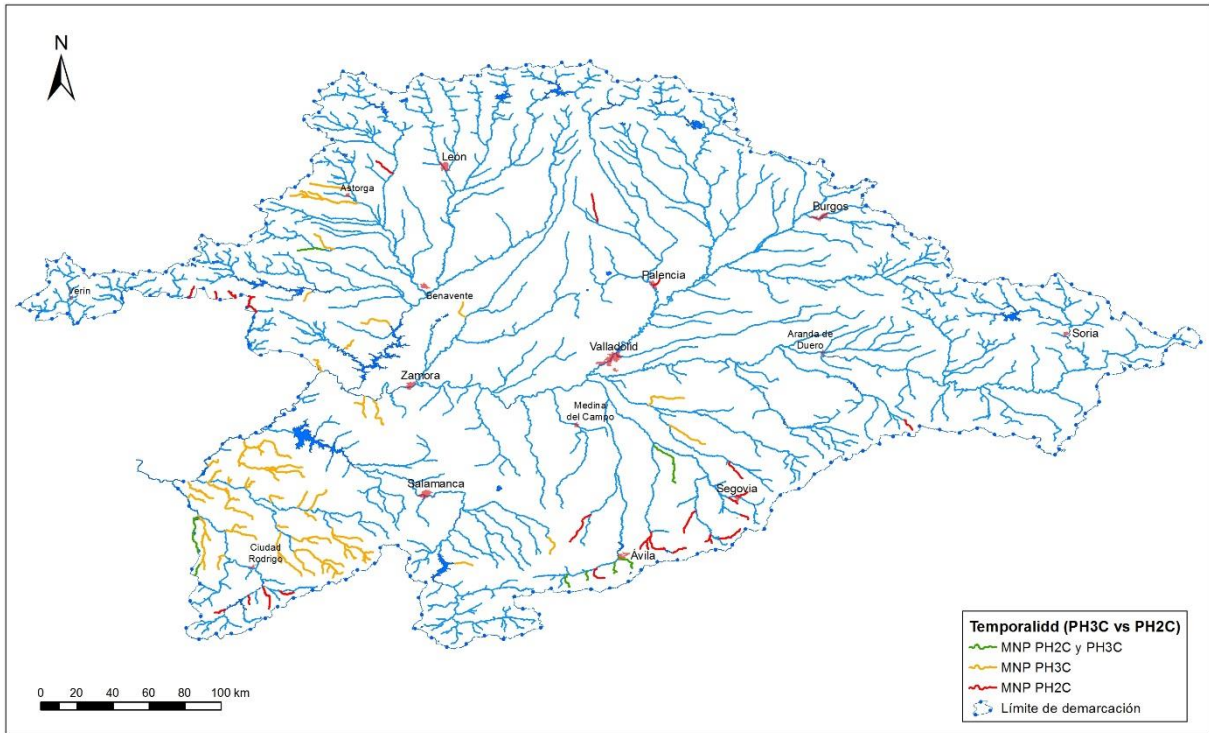 N
León
Astorga
Burgos
Verín
Palencia
Benavente
Soria
Aranda de
Duero
Valladolid
Zamora
Medina
del Campo
Salamanca
Segovia
Ciudad
Rodrigo
Ávila
Temporalidd (PH3C vs PH2C)
MNP PH2C y PH3C
MNP PH3C
MNP PH2C
Límite de demarcación
0 20 40 60 80 100 km